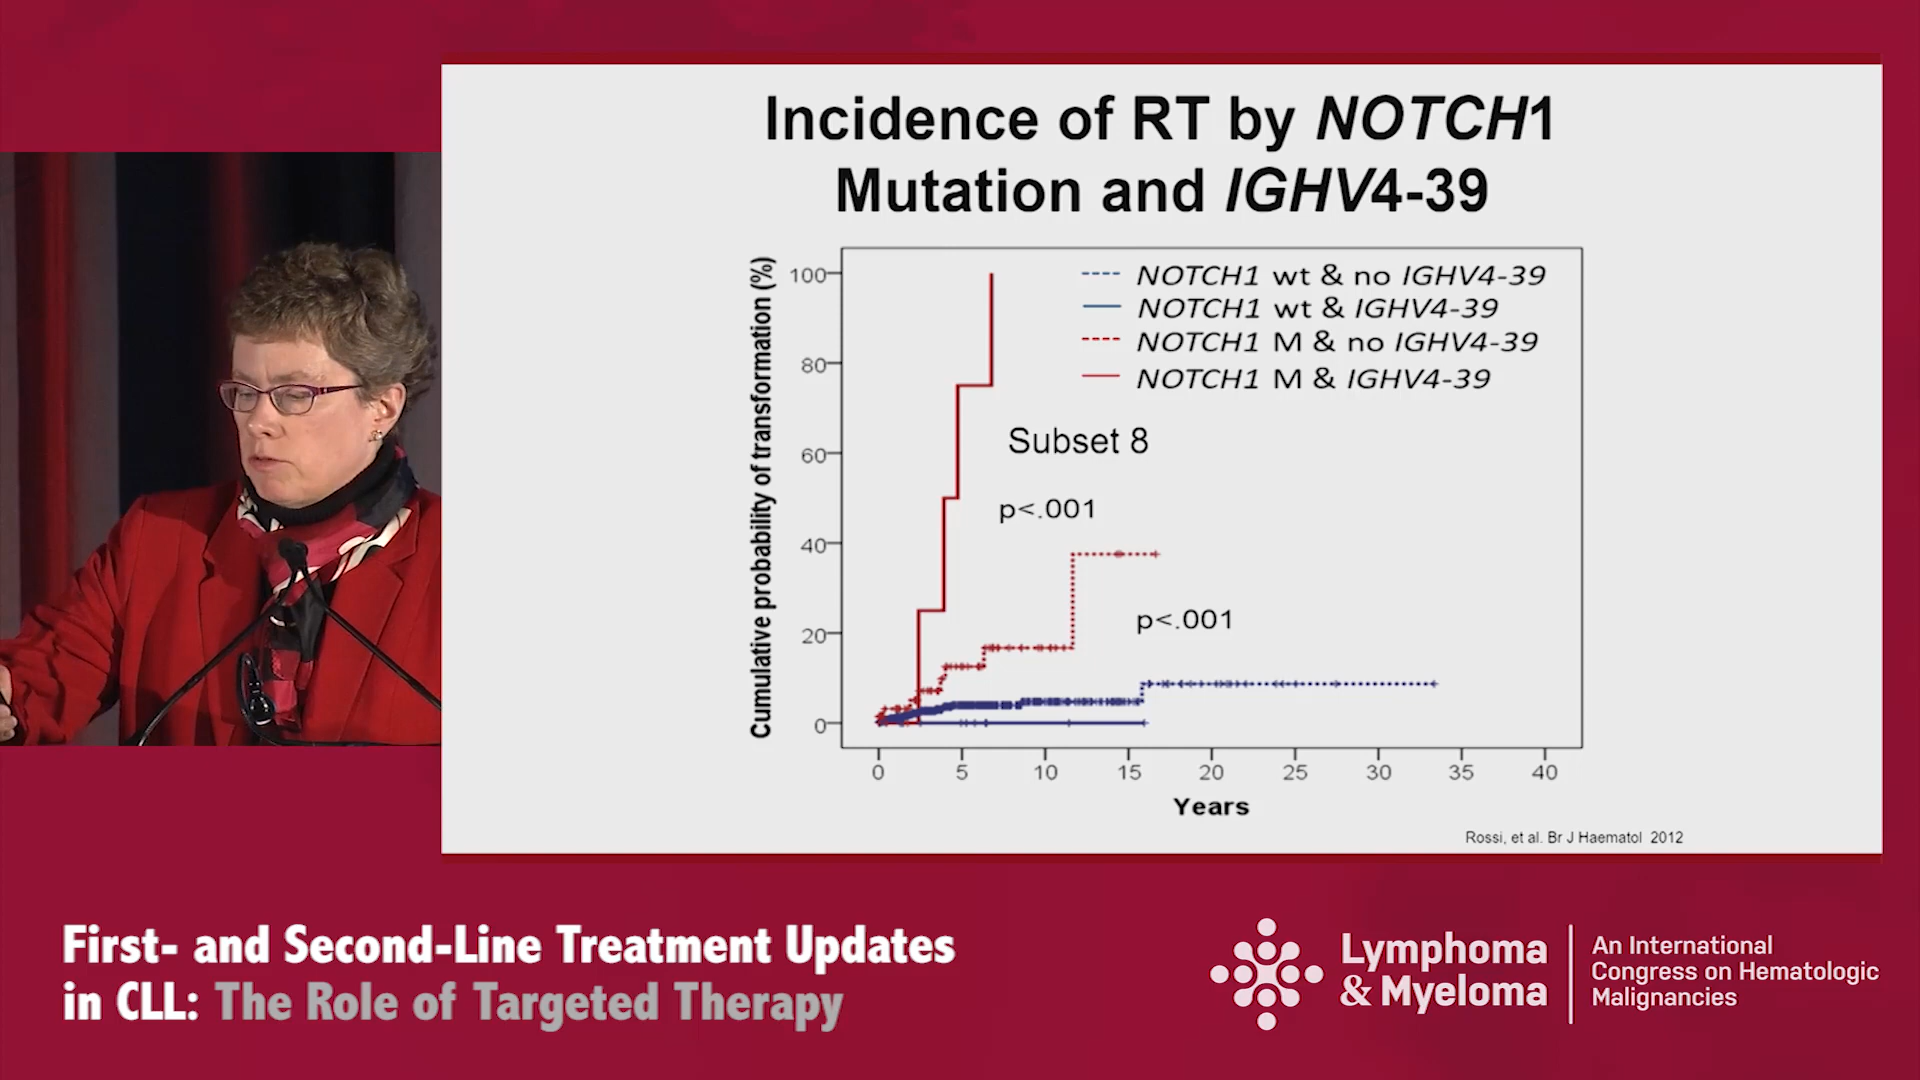 Incidence of RT by NOTCH1
Mutation and IGHV4-39
Cumulative probability of transformation (%)
100
80
60
40
20
0
NOTCH1 wt & no IGHV4-39
NOTCH1 wt & IGHV4-39
NOTCH1 M & no IGHV4-39
NOTCH1 M & IGHV4-39
Subset 8
p<.001
p<.001
0 5 10 15 20 25 30 35 40
Years
Rossi, et al. Br J Haematol 2012
First- and Second-Line Treatment Updates
in CLL: The Role of Targeted Therapy
Lymphoma
& Myeloma
An International
Congress on Hematologic
Malignancies